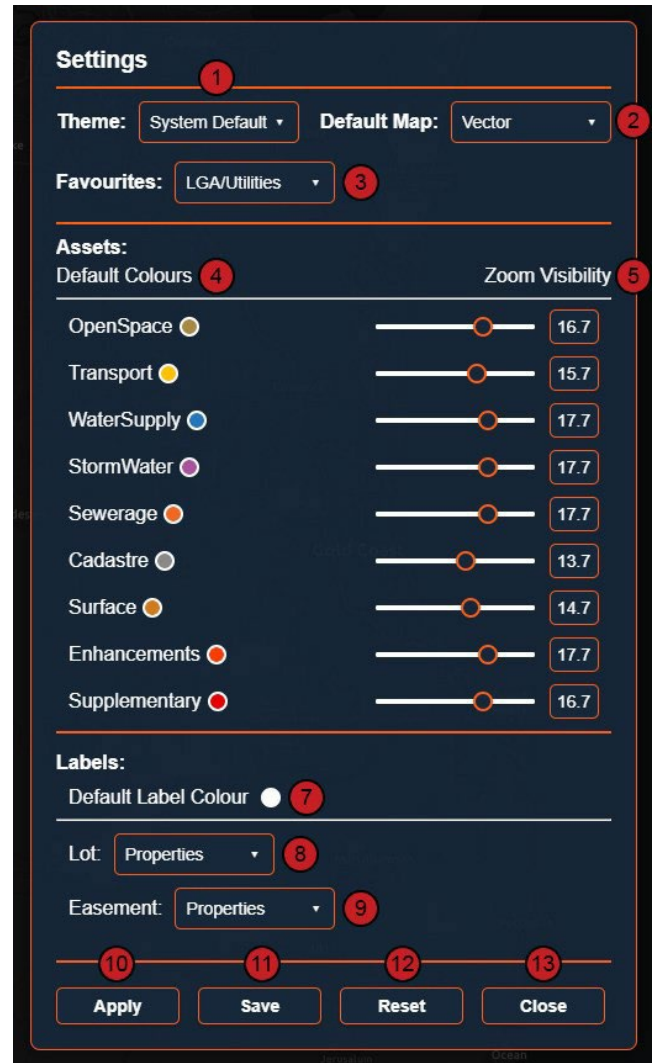 Settings
1
Theme: System Default Default Map: Vector 2
Favourites: LGA/Utilities 3
Assets:
Default Colours 4 Zoom Visibility 5
OpenSpace 16.7
Transport 15.7
WaterSupply 17.7
StormWater 17.7
Sewerage 17.7
Cadastre 13.7
Surface 14.7
Enhancements 17.7
Supplementary 16.7
Labels:
Default Label Colour 7
Lot: Properties 8
Easement: Properties 9
10 11 12 13
Apply Save Reset Close
Jerusalem Ocean